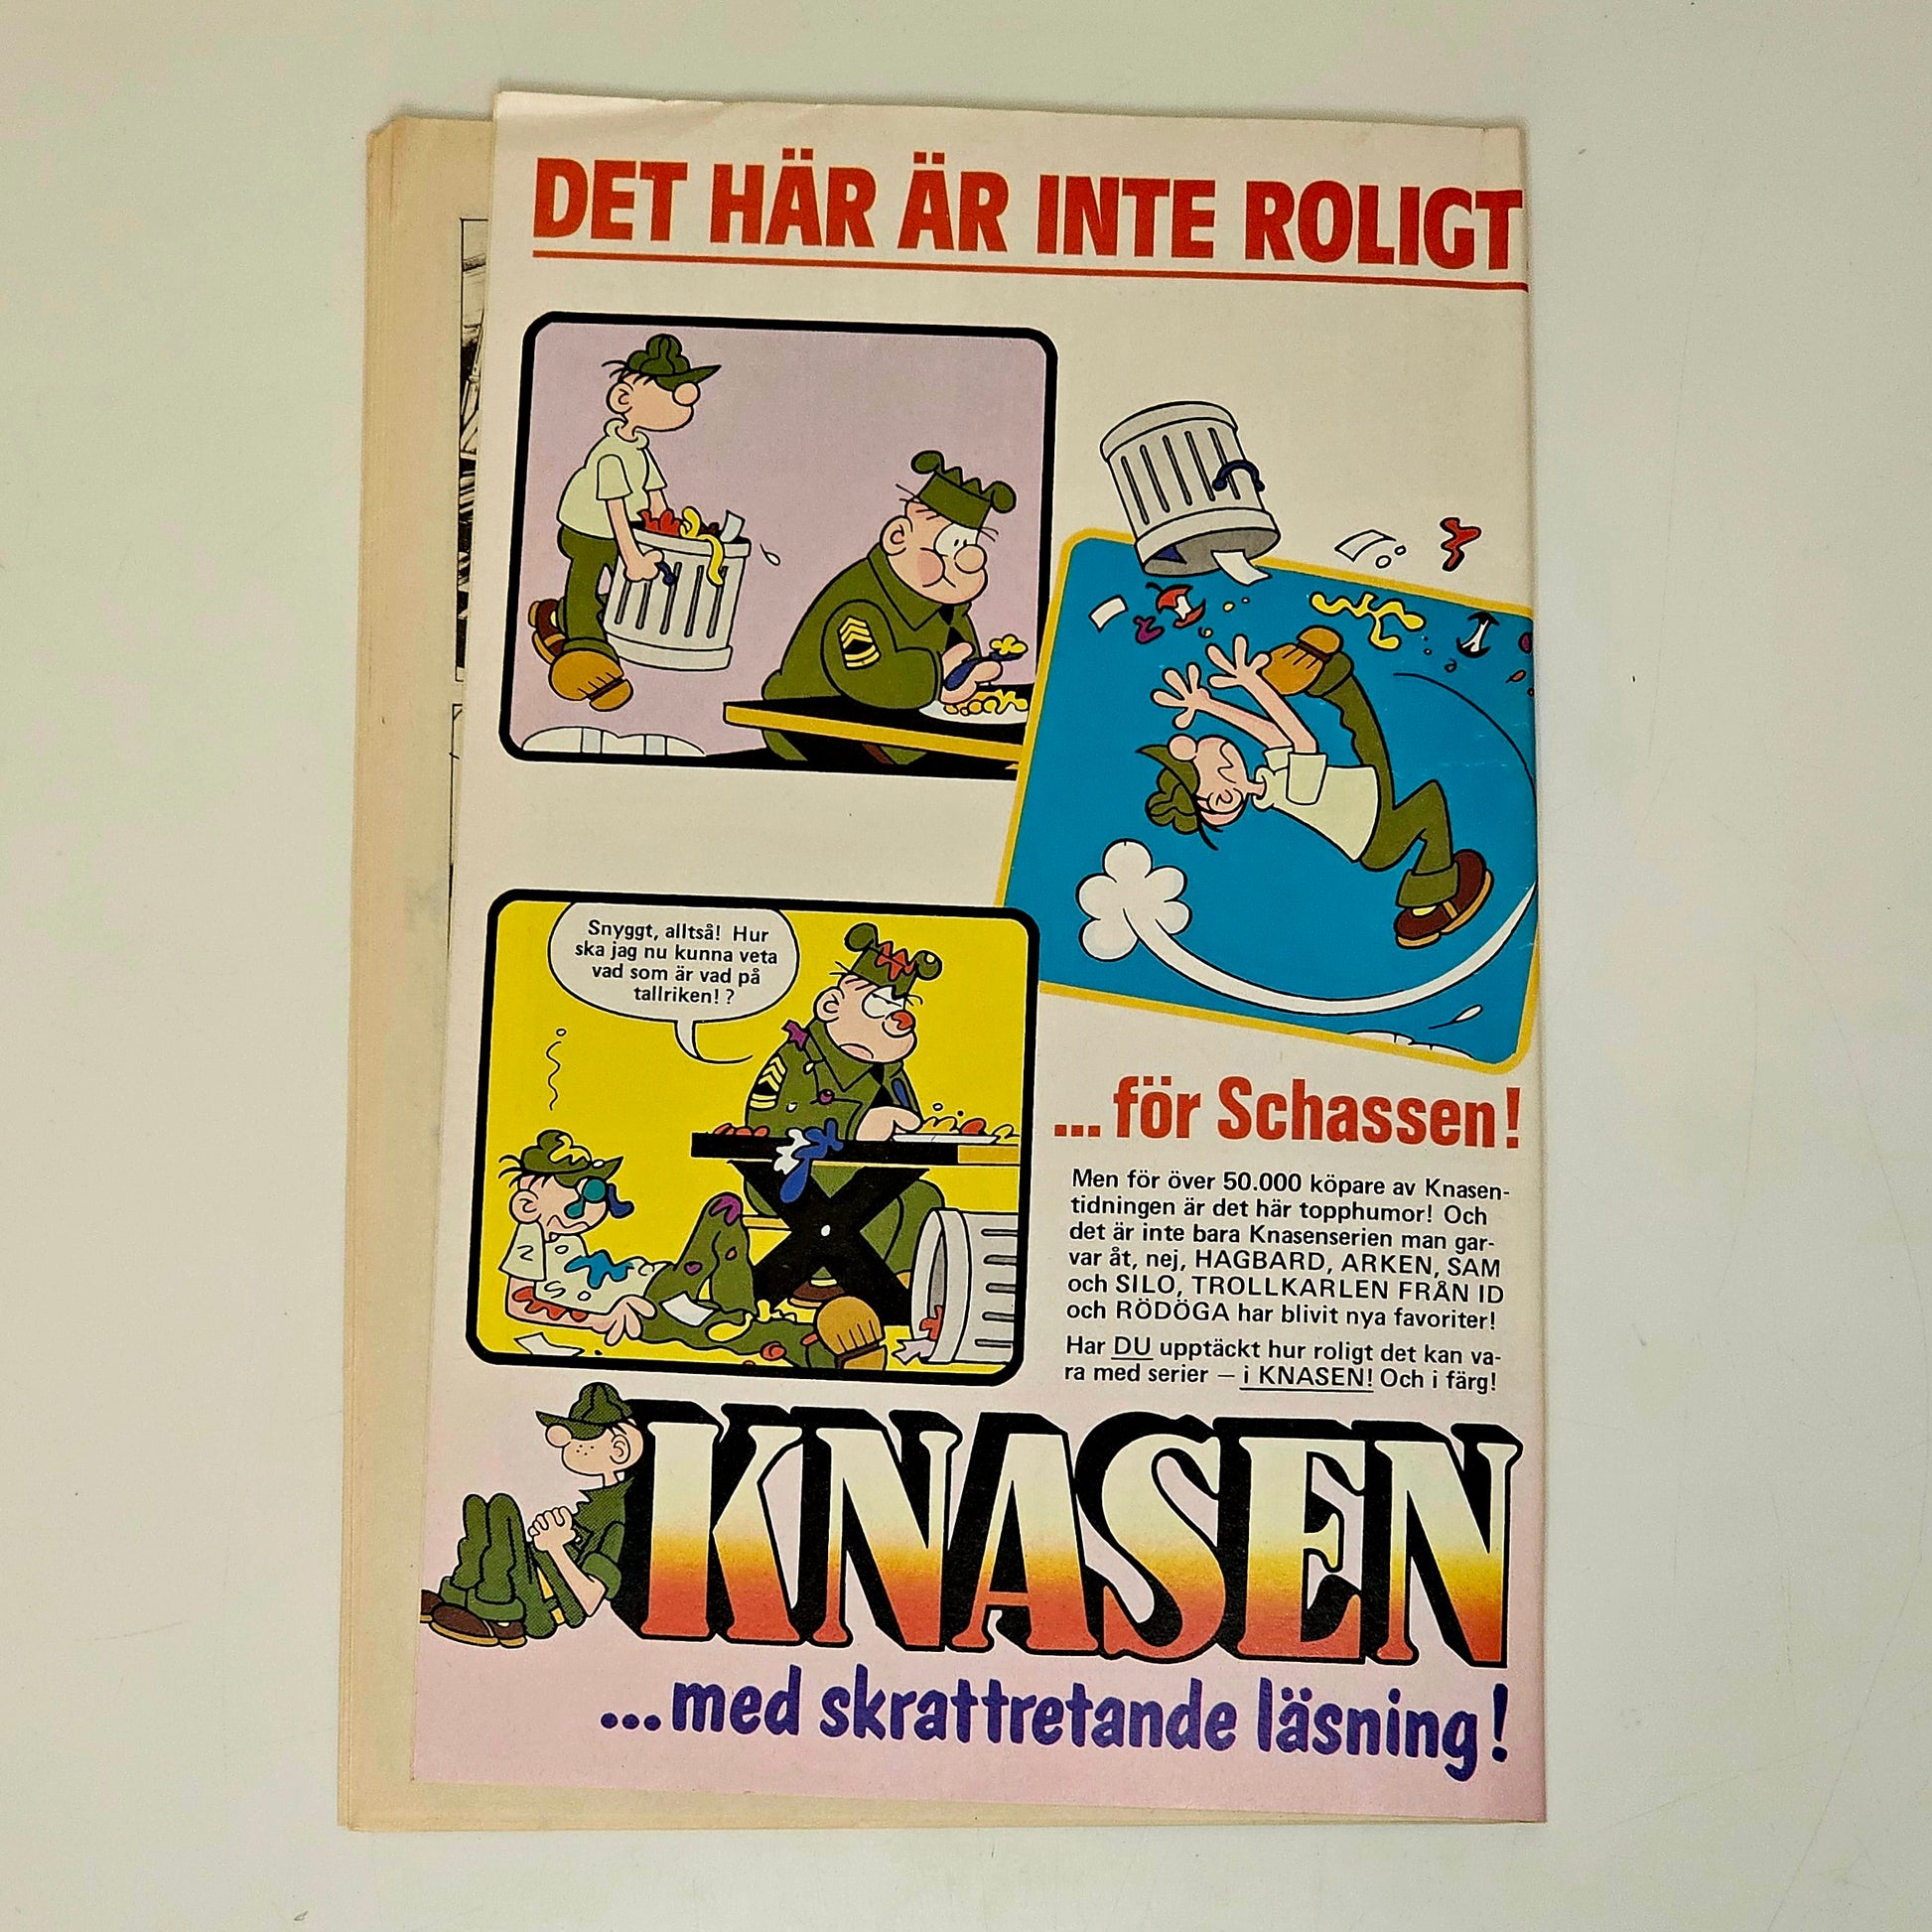 DET HÄR ÄR INTE ROLIGT
Snyggt, alltså! Hur
ska jag nu kunna veta
vad som är vad på
tallriken!?
...för Schassen!
Men för över 50.000 köpare av Knasen-
tidningen är det här topphumor! Och
det är inte bara Knasenserien man gar-
var åt, nej, HAGBARD, ARKEN, SAM
och SILO, TROLLKARLEN FRÅN ID
och RÖDÖGA har blivit nya favoriter!
Har DU upptäckt hur roligt det kan va-
ra med serier — i KNASEN! Och i färg!
KNASEN
...med skrattretande läsning!